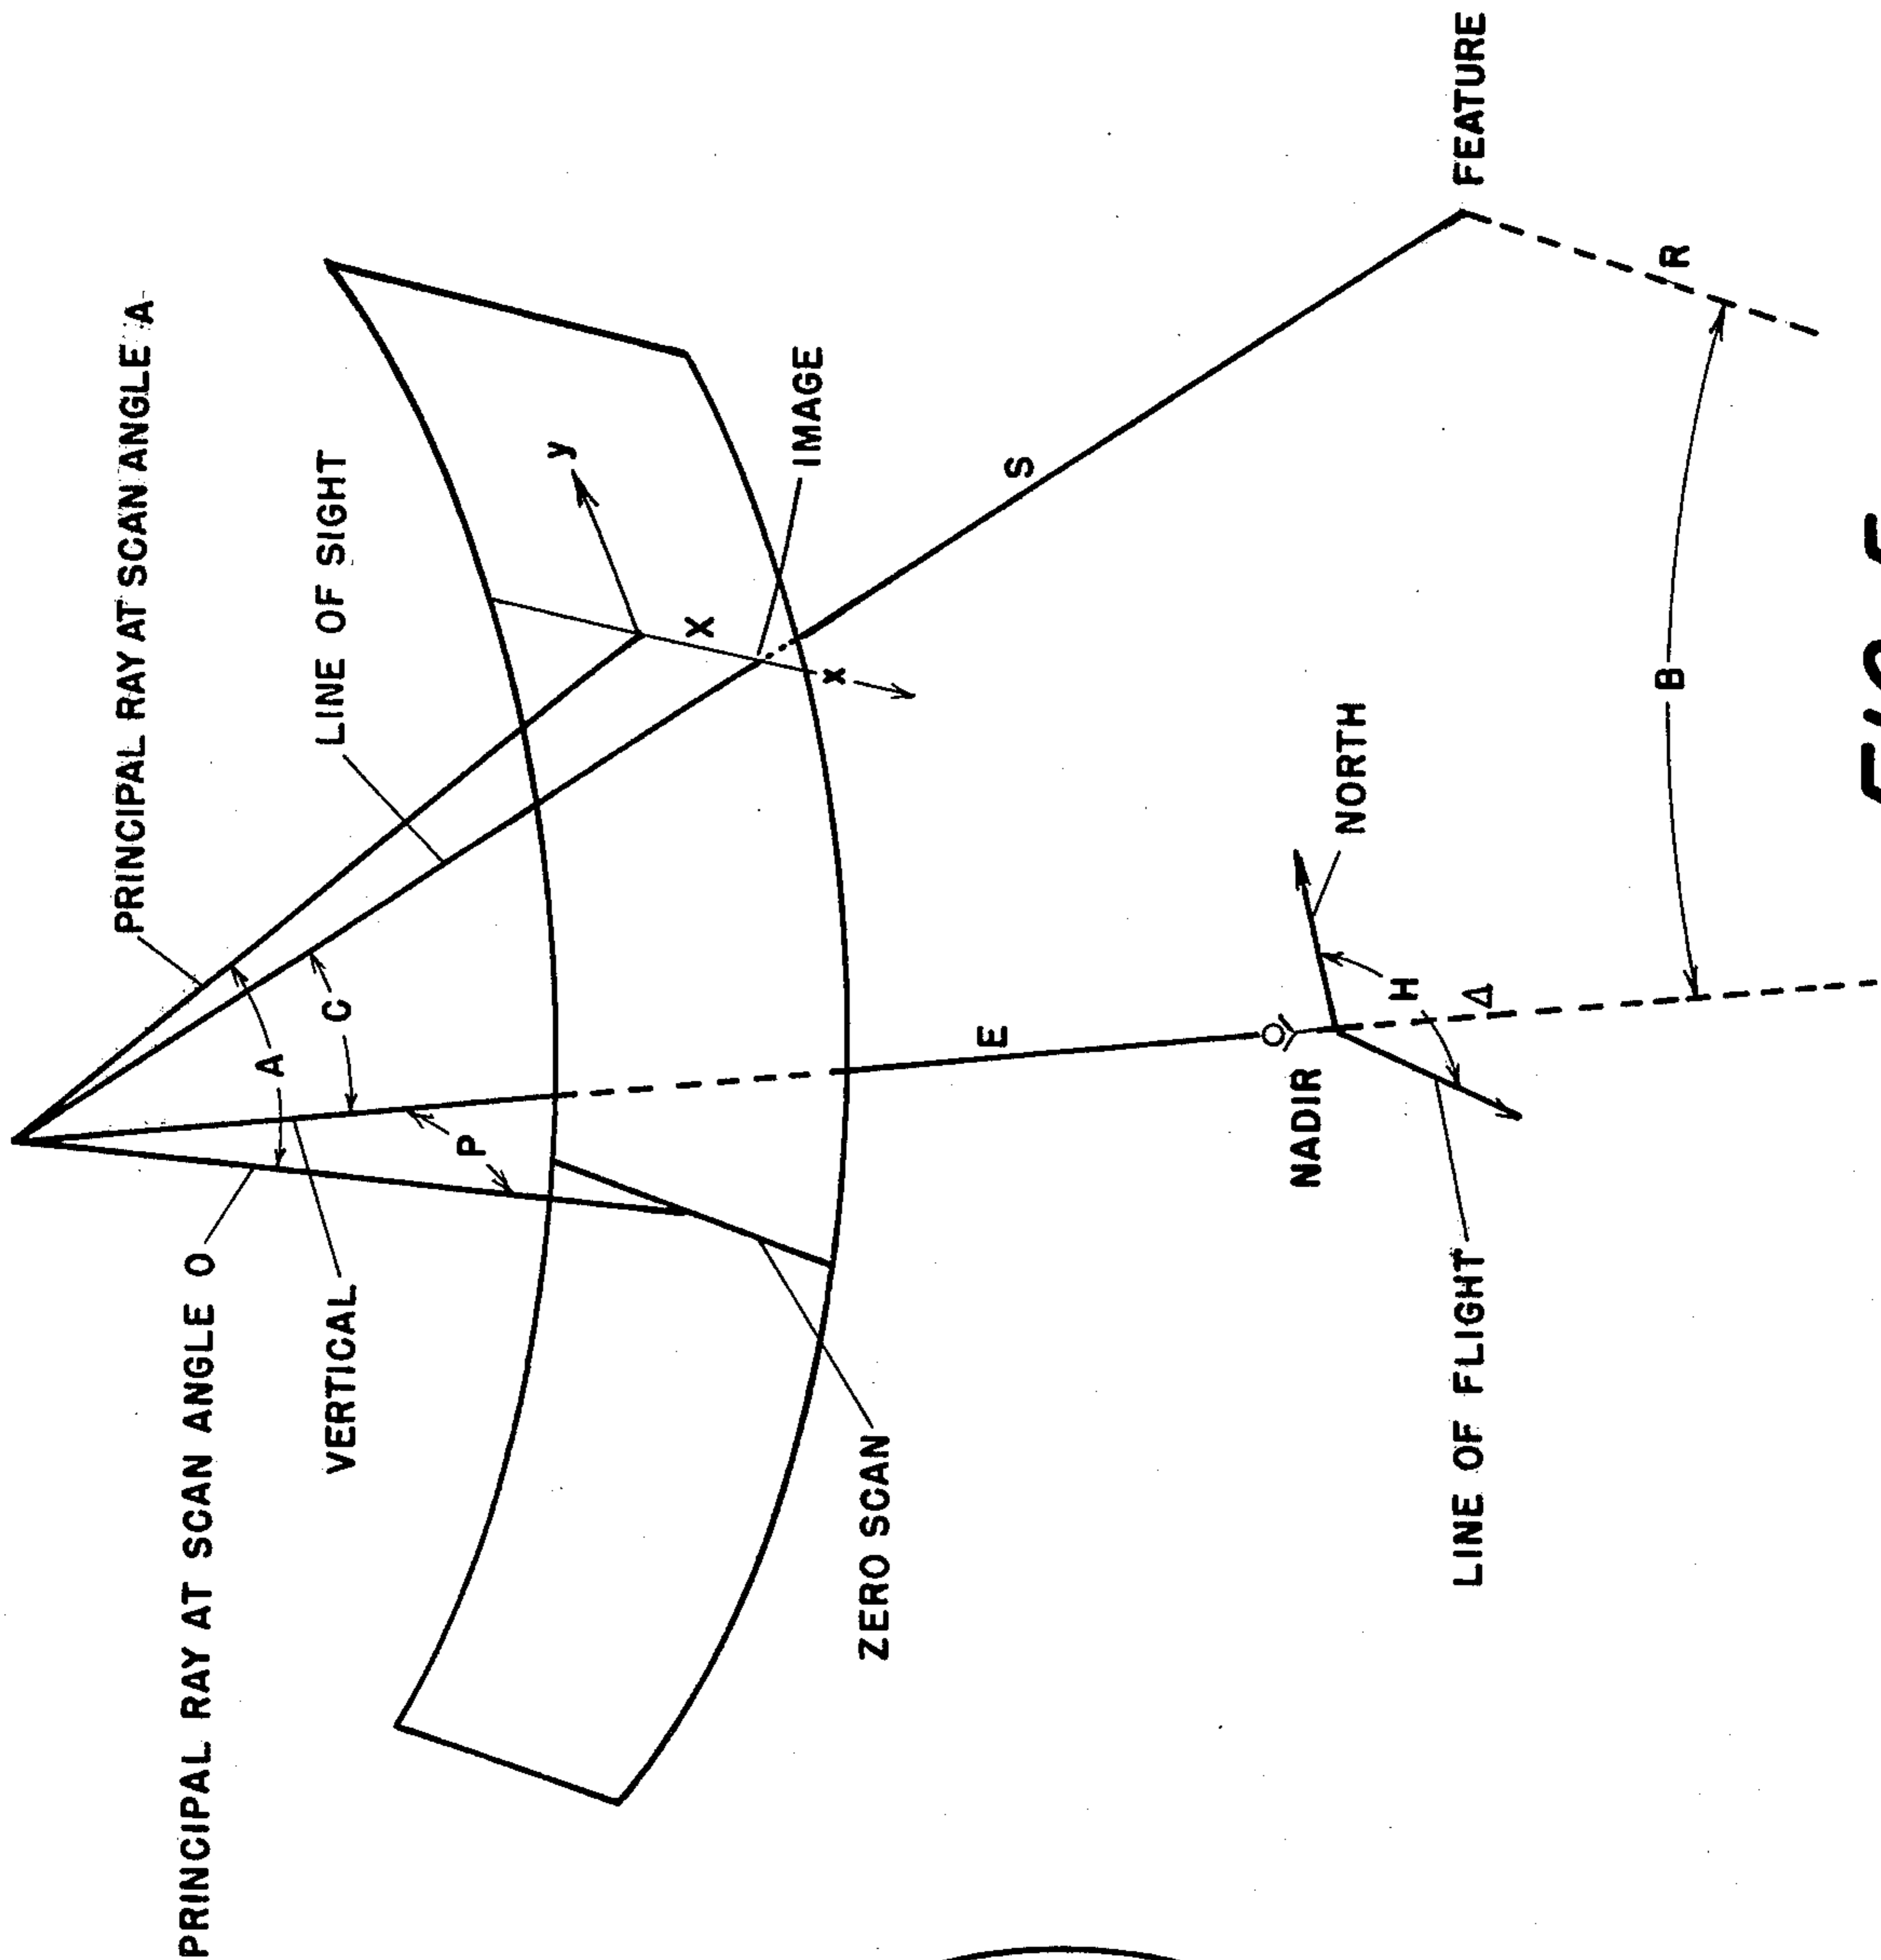 PRINCIPAL RAY AT SCAN ANGLE A
PRINCIPAL RAY AT SCAN ANGLE O
LINE OF SIGHT
VERTICAL
A
C
P
y
X
x
IMAGE
ZERO SCAN
S
E
NADIR
NORTH
H
Δ
LINE OF FLIGHT
FEATURE
R
B